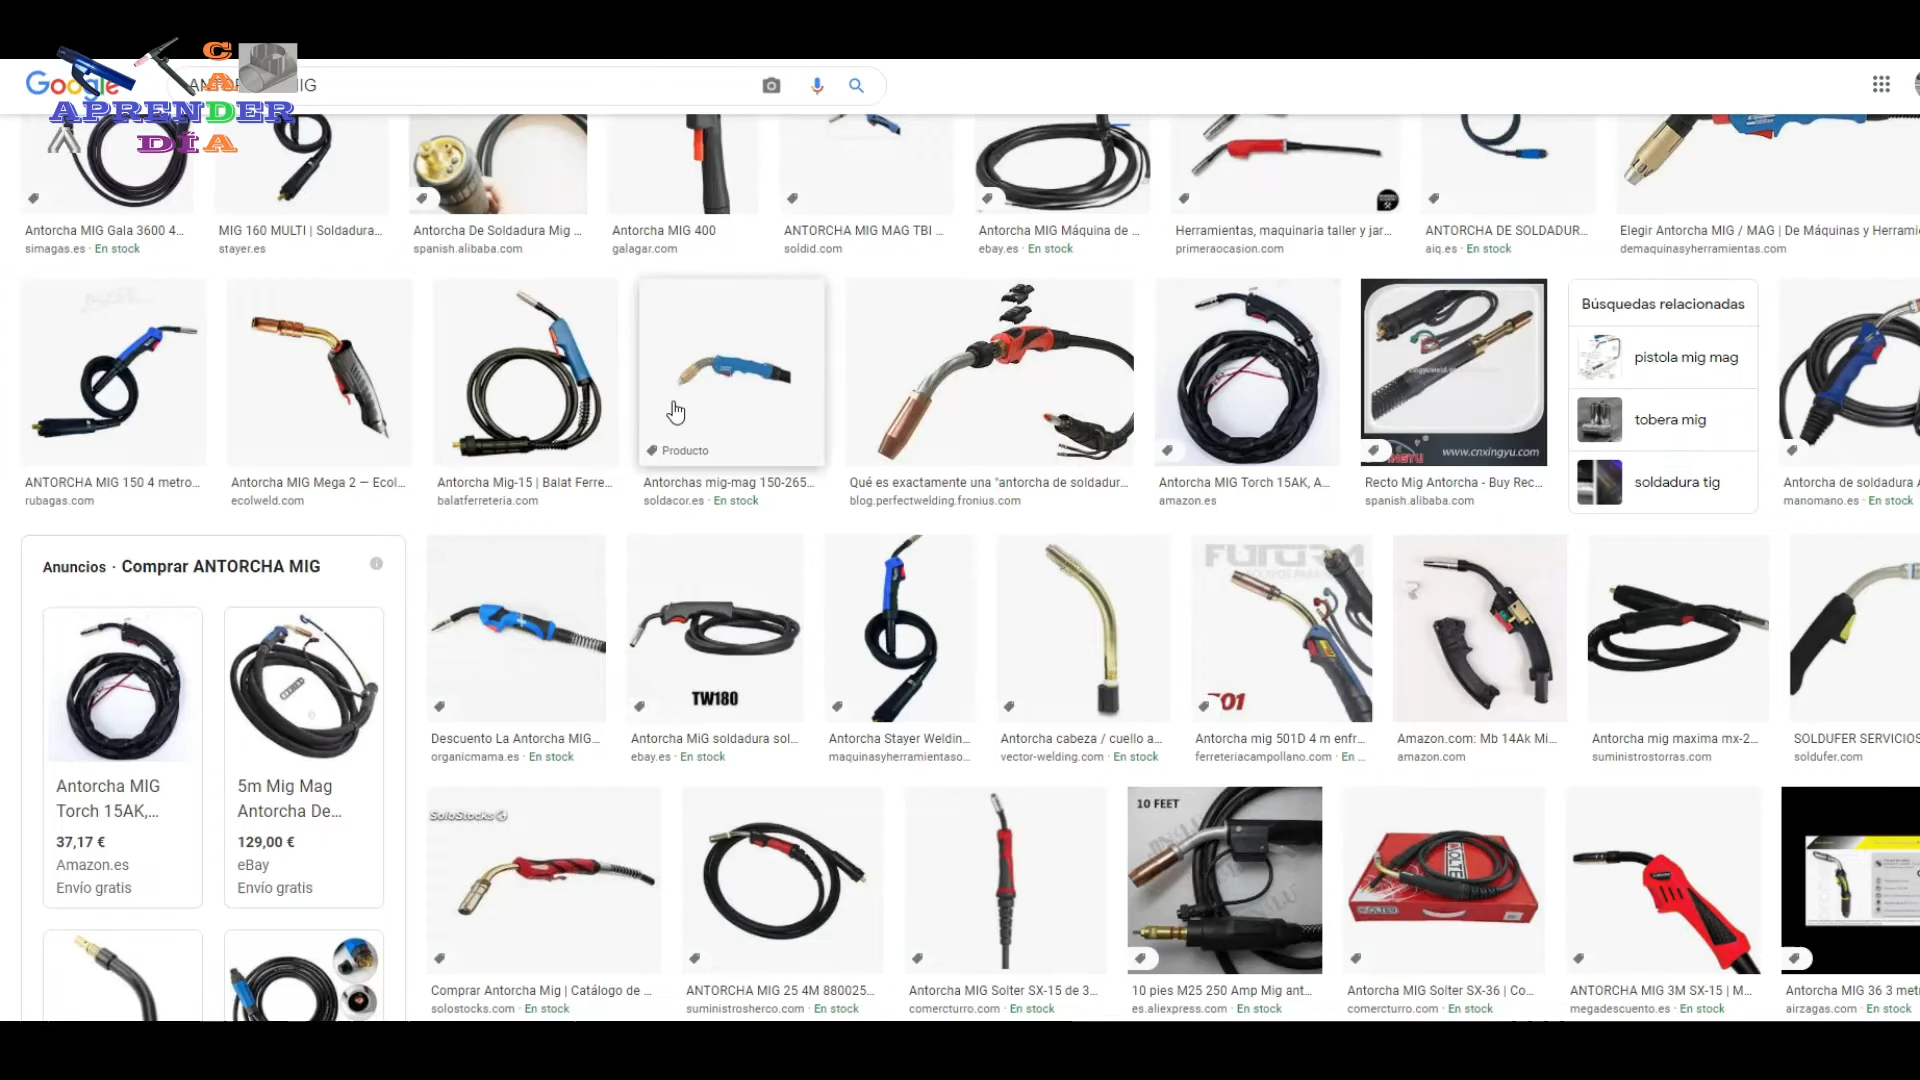 Google
ANTORCHA MIG
CADA
APRENDER
DÍA
Antorcha MIG Gala 3600 4...
simagas.es · En stock
MIG 160 MULTI | Soldadura...
stayer.es
Antorcha De Soldadura Mig ...
spanish.alibaba.com
Antorcha MIG 400
galagar.com
ANTORCHA MIG MAG TBI ...
soldid.com
Antorcha MIG Máquina de ...
ebay.es · En stock
Herramientas, maquinaria taller y jar...
primeraocasion.com
ANTORCHA DE SOLDADUR...
aiq.es · En stock
Elegir Antorcha MIG / MAG | De Máquinas y Herrami
demaquinasyherramientas.com
Producto
www.cnxingyu.com
Búsquedas relacionadas
pistola mig mag
tobera mig
soldadura tig
ANTORCHA MIG 150 4 metro...
rubagas.com
Antorcha MIG Mega 2 — Ecol...
ecolweld.com
Antorcha Mig-15 | Balat Ferre...
balatferreteria.com
Antorchas mig-mag 150-265...
soldacor.es · En stock
Qué es exactamente una "antorcha de soldadur...
blog.perfectwelding.fronius.com
Antorcha MIG Torch 15AK, A...
amazon.es
Recto Mig Antorcha - Buy Rec...
spanish.alibaba.com
Antorcha de soldadura A
manomano.es · En stock
Anuncios · Comprar ANTORCHA MIG
Antorcha MIG
Torch 15AK,...
37,17 €
Amazon.es
Envío gratis
5m Mig Mag
Antorcha De...
129,00 €
eBay
Envío gratis
TW180
501
Descuento La Antorcha MIG...
organicmama.es · En stock
Antorcha MiG soldadura sol...
ebay.es · En stock
Antorcha Stayer Weldin...
maquinasyherramientaso...
Antorcha cabeza / cuello a...
vector-welding.com · En stock
Antorcha mig 501D 4 m enfr...
ferreteriacampollano.com · En ...
Amazon.com: Mb 14Ak Mi...
amazon.com
Antorcha mig maxima mx-2...
suministrostorras.com
SOLDUFER SERVICIOS
soldufer.com
SoloStocks
10 FEET
SOLTER
Comprar Antorcha Mig | Catálogo de ...
solostocks.com · En stock
ANTORCHA MIG 25 4M 880025...
suministrosherco.com · En stock
Antorcha MIG Solter SX-15 de 3...
comercturro.com · En stock
10 pies M25 250 Amp Mig ant...
es.aliexpress.com · En stock
Antorcha MIG Solter SX-36 | Co...
comercturro.com · En stock
ANTORCHA MIG 3M SX-15 | M...
megadescuento.es · En stock
Antorcha MIG 36 3 metr
airzagas.com · En stock